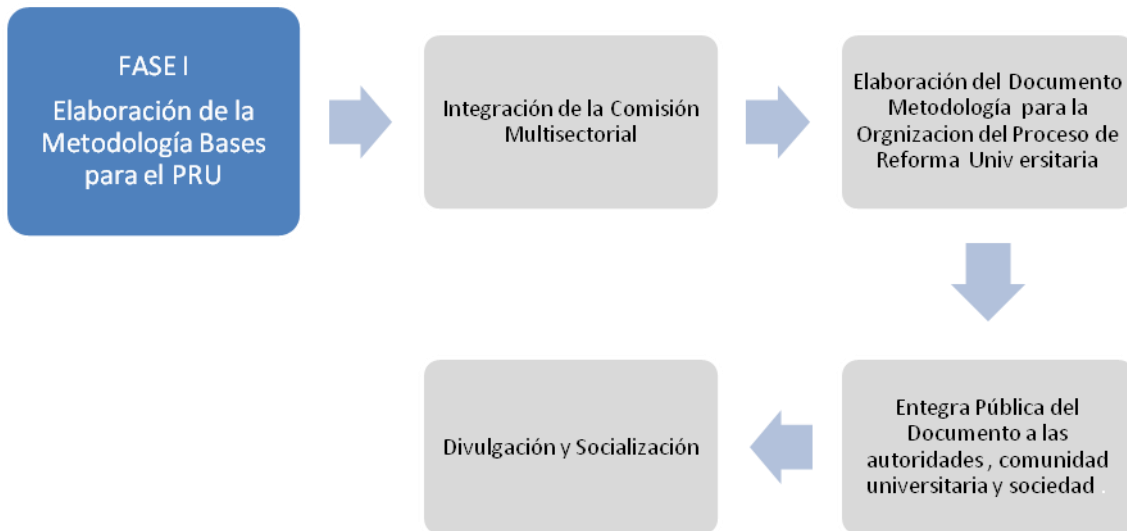 FASE I
Elaboración de la
Metodología Bases
para el PRU
Integración de la Comisión
Multisectorial
Elaboración del Documento
Metodología para la
Orgnizacion del Proceso de
Reforma Univ ersitaria
Entegra Pública del
Documento a las
autoridades , comunidad
universitaria y sociedad .
Divulgación y Socialización